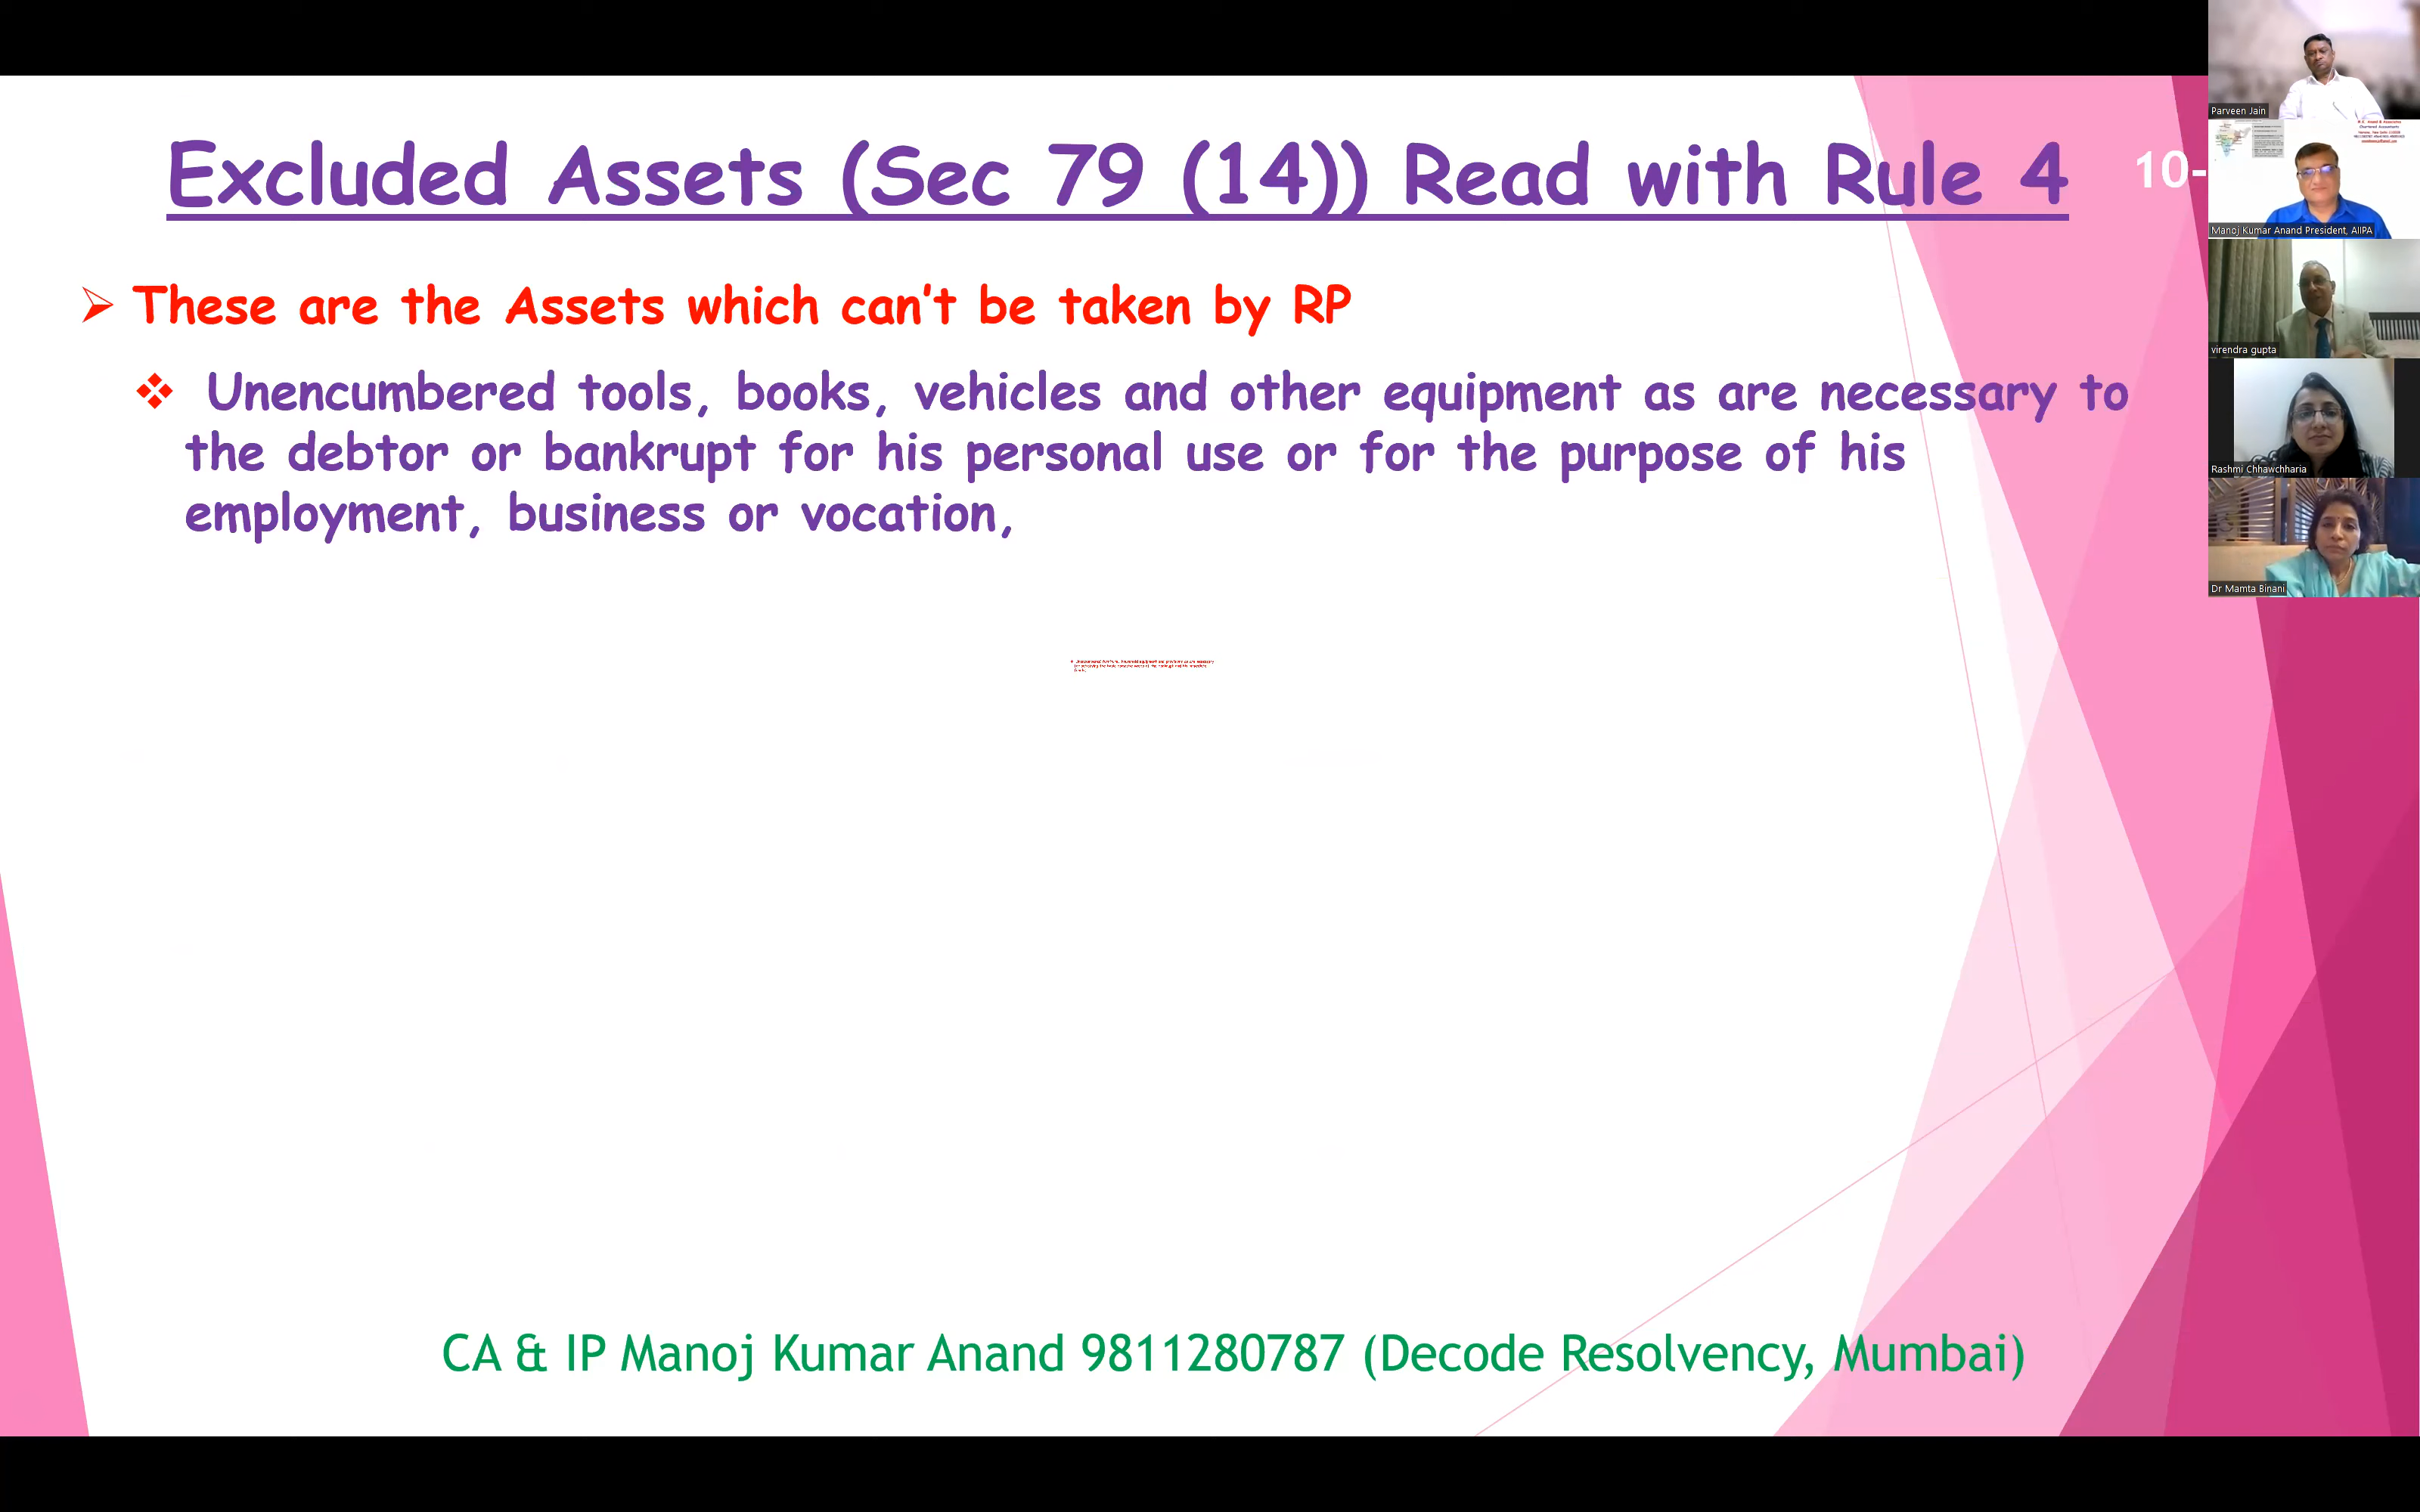 Excluded Assets (Sec 79 (14)) Read with Rule 4
10-
➢ These are the Assets which can't be taken by RP
❖ Unencumbered tools, books, vehicles and other equipment as are necessary to
the debtor or bankrupt for his personal use or for the purpose of his
employment, business or vocation,
CA & IP Manoj Kumar Anand 9811280787 (Decode Resolvency, Mumbai)
Parveen Jain
Manoj Kumar Anand President, AIIPA
virendra gupta
Rashmi Chhawchharia
Dr Mamta Binani